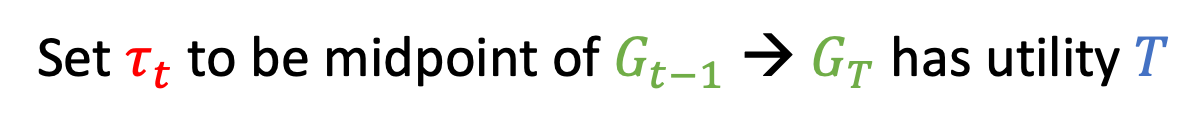 Set τ_t to be midpoint of G_{t−1} → G_T has utility T